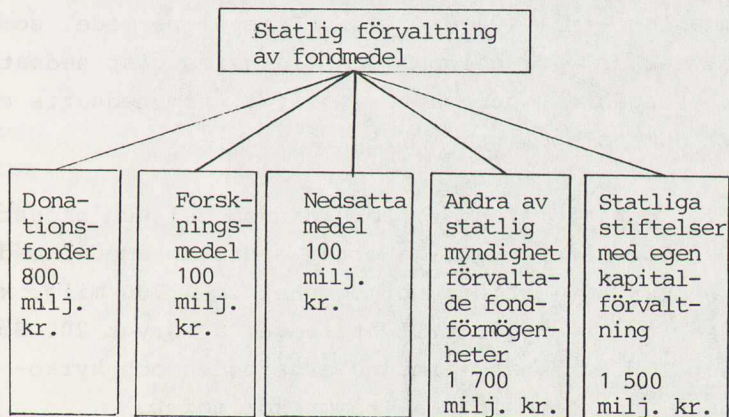 Statlig förvaltning
av fondmedel
Dona-
tions-
fonder
800
milj.
kr.
Forsk-
nings-
medel
100
milj.
kr.
Nedsatta
medel
100
milj.
kr.
Andra av
statlig
myndighet
förvalta-
de fond-
förmögen-
heter
1 700
milj. kr.
Statliga
stiftelser
med egen
kapital-
förvalt-
ning
1 500
milj. kr.